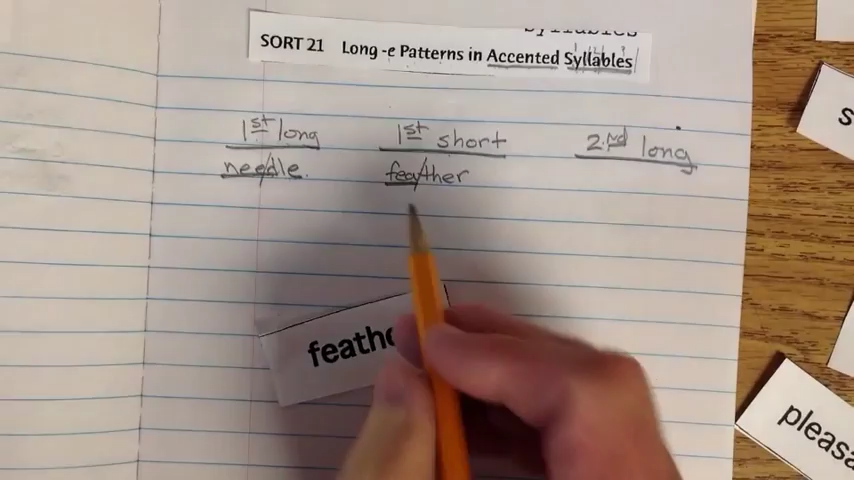 SORT 21 Long -e Patterns in Accented Syllables
1st long 1st short 2nd long
needle feather
feathe
pleasa
s